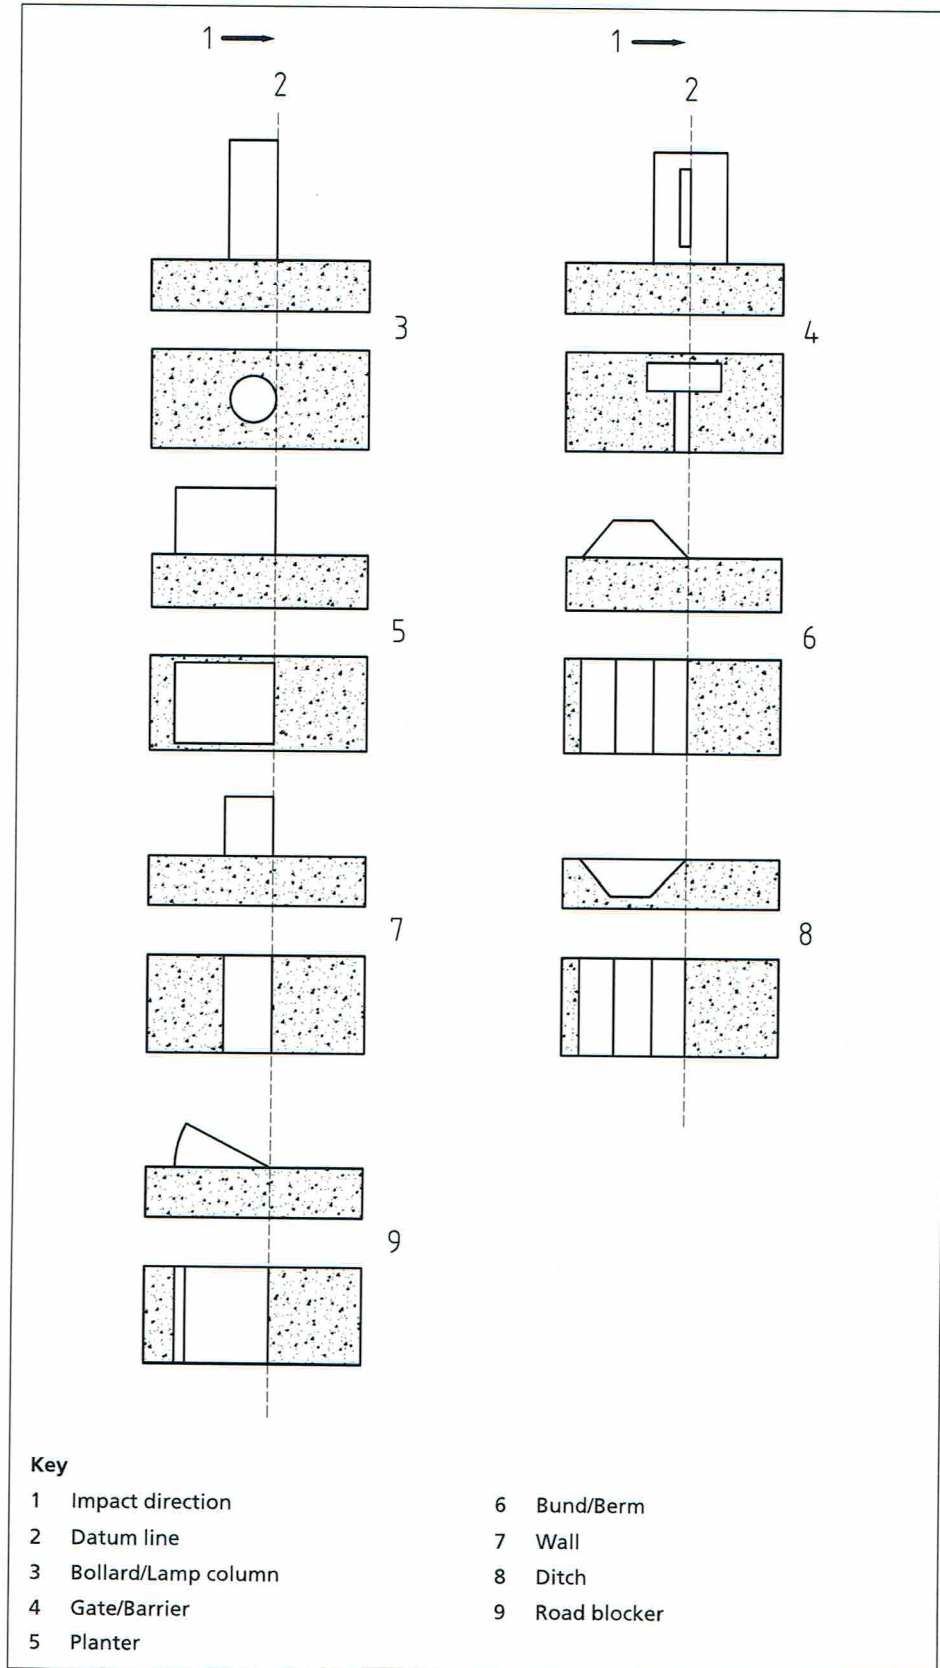 1
1
2
2
3
4
5
6
7
8
9
Key
1 Impact direction
2 Datum line
3 Bollard/Lamp column
4 Gate/Barrier
5 Planter
6 Bund/Berm
7 Wall
8 Ditch
9 Road blocker